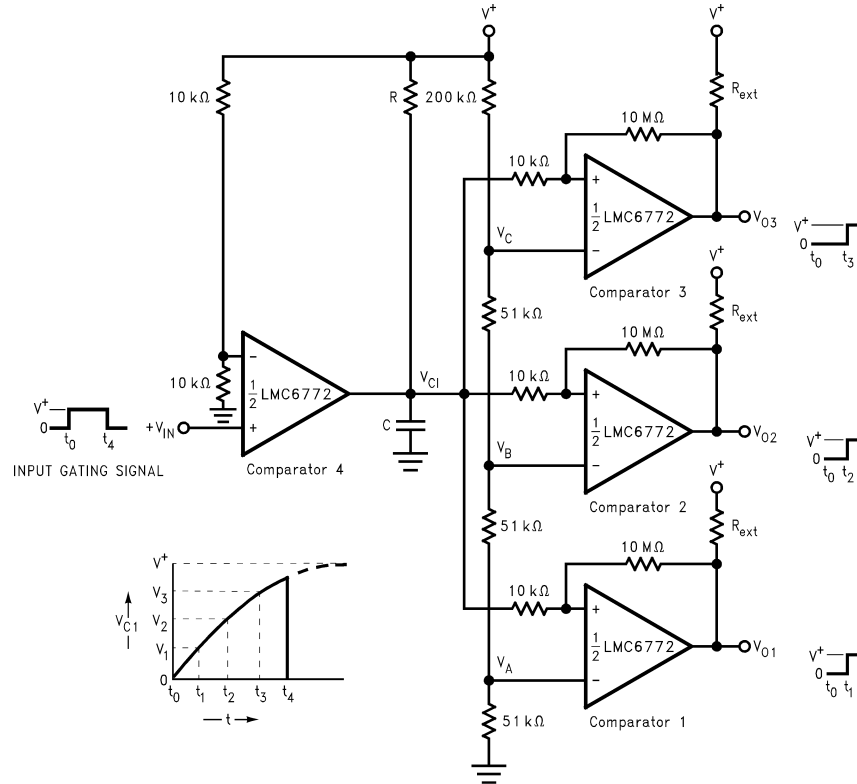 V+
V+
10 kΩ
R
200 kΩ
Rext
10 MΩ
10 kΩ
+
1/2 LMC6772
−
VO3
V+
0
t0 t3
VC
Comparator 3
V+
51 kΩ
Rext
10 MΩ
10 kΩ
+
1/2 LMC6772
−
VO2
V+
0
t0 t2
VB
Comparator 2
−
10 kΩ
1/2 LMC6772
+
VCI
C
V+
0
t0 t4
+VIN
INPUT GATING SIGNAL
Comparator 4
V+
51 kΩ
Rext
10 MΩ
10 kΩ
+
1/2 LMC6772
−
VO1
V+
0
t0 t1
VA
51 kΩ
Comparator 1
V+
V3
V2
V1
0
VC1
t0 t1 t2 t3 t4
t